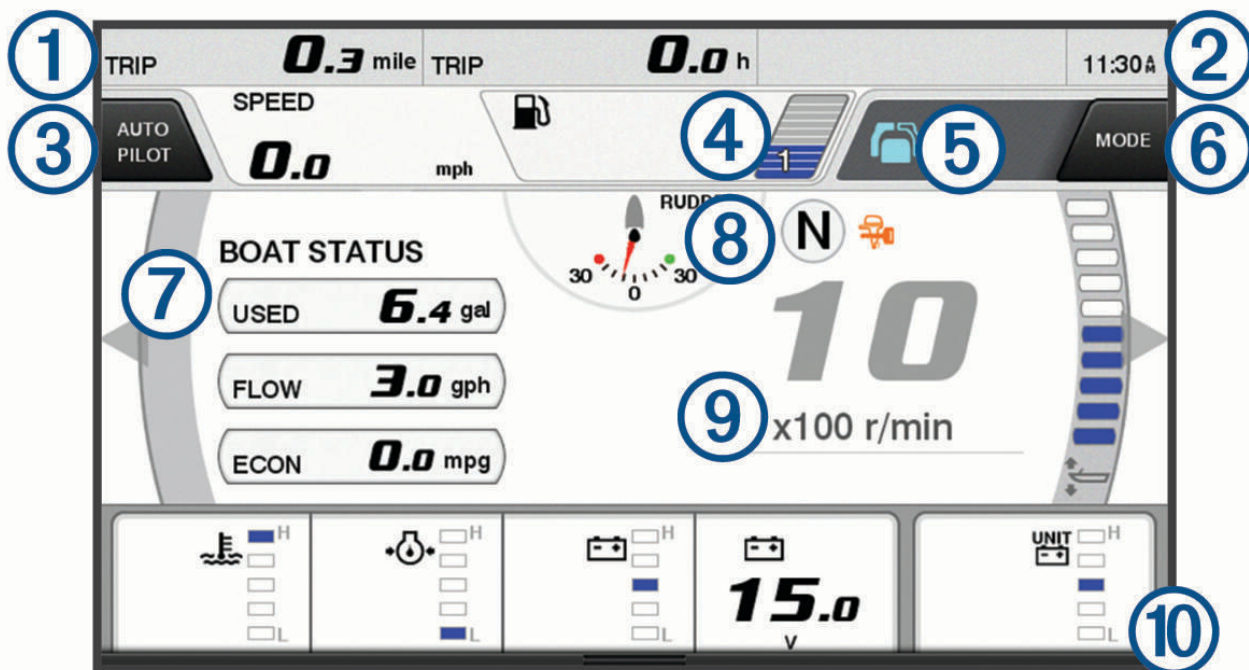 ①
TRIP 0.3 mile
TRIP 0.0 h
11:30 AM
②
③
AUTO
PILOT
SPEED
0.0 mph
④
1
⑤
MODE
⑥
RUDD
⑧
N
30 0 30
⑦
BOAT STATUS
USED 6.4 gal
FLOW 3.0 gph
ECON 0.0 mpg
10
⑨
x100 r/min
H
L
H
L
H
L
15.0
V
UNIT
H
L
⑩